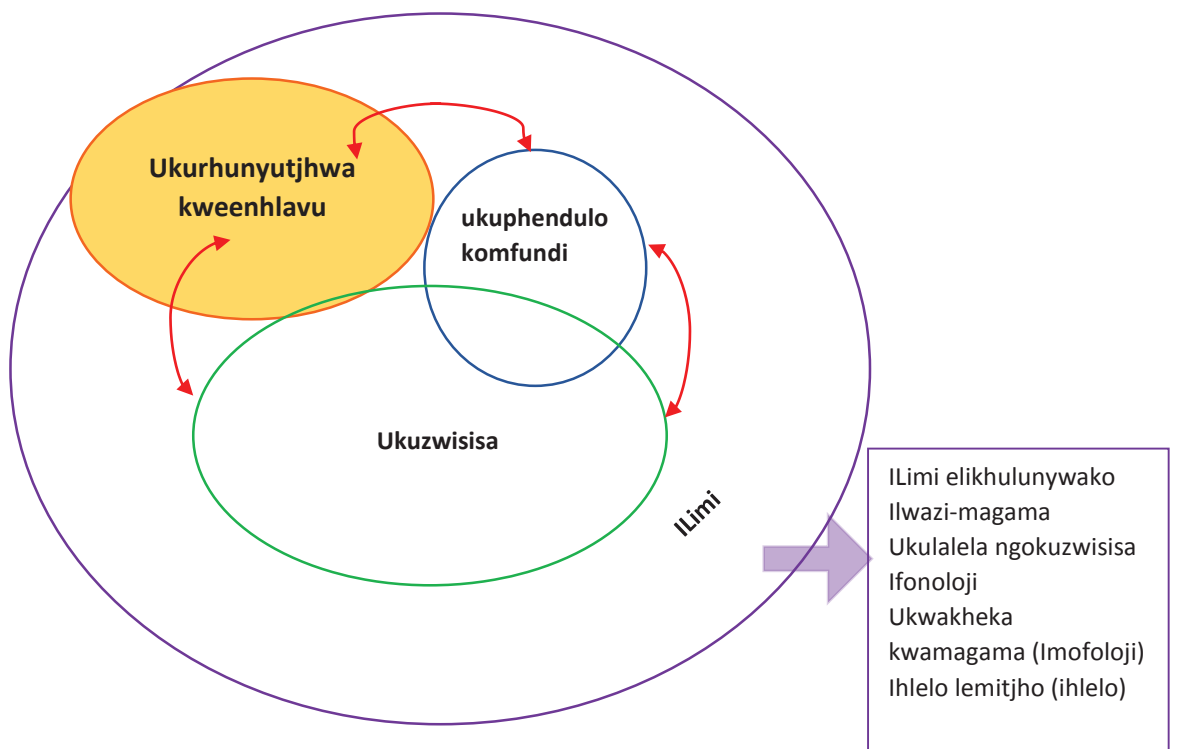 Ukurhunyutjhwa
kweenhlavu
ukuphendulo
komfundi
Ukuzwisisa
ILimi
ILimi elikhulunywako
Ilwazi-magama
Ukulalela ngokuzwisisa
Ifonoloji
Ukwakheka
kwamagama (Imofoloji)
Ihlelo lemitjho (ihlelo)